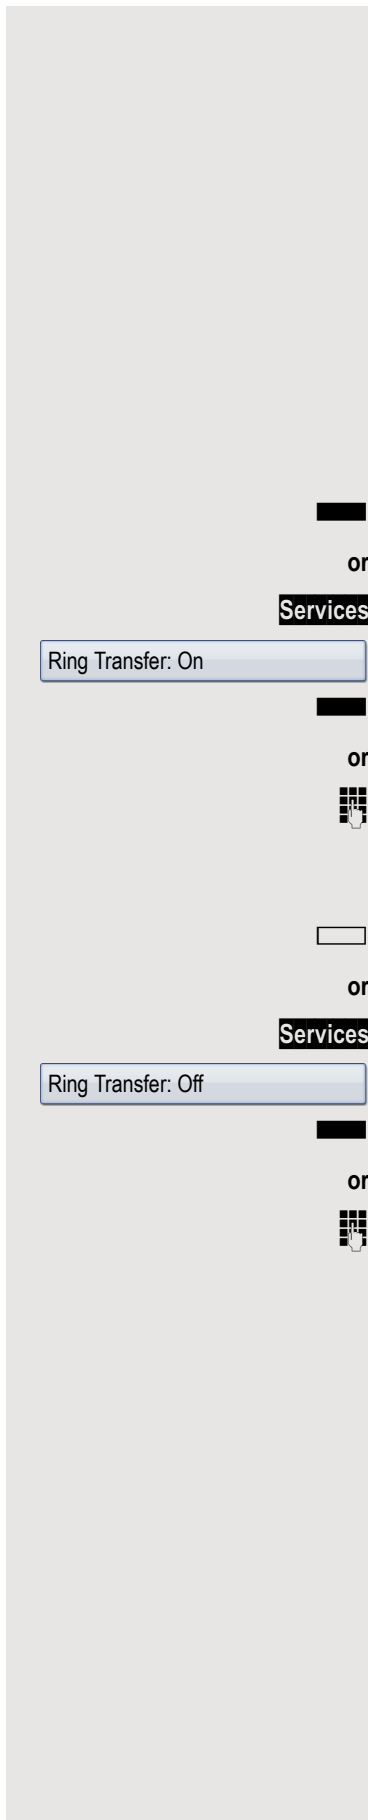 or
Services
Ring Transfer: On
or
or
Services
Ring Transfer: Off
or